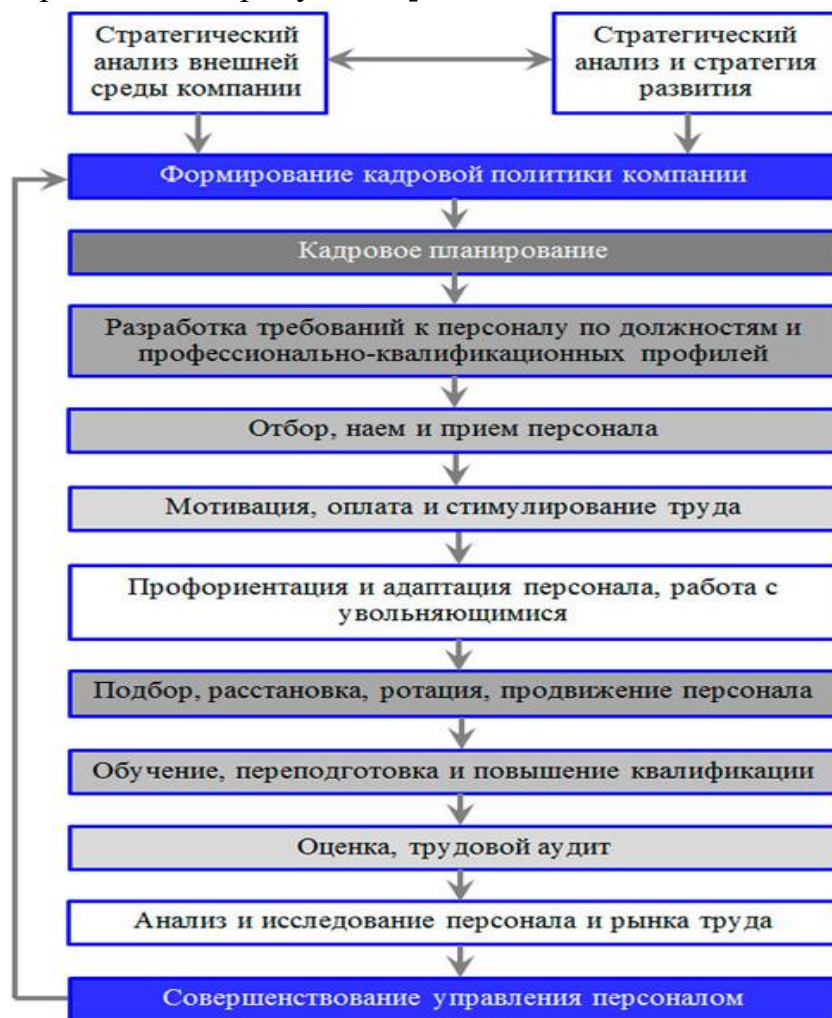 Стратегический
анализ внешней
среды компании
Стратегический
анализ и стратегия
развития
Формирование кадровой политики компании
Кадровое планирование
Разработка требований к персоналу по должностям и
профессионально-квалификационных профилей
Отбор, наем и прием персонала
Мотивация, оплата и стимулирование труда
Профориентация и адаптация персонала, работа с
увольняющимися
Подбор, расстановка, ротация, продвижение персонала
Обучение, переподготовка и повышение квалификации
Оценка, трудовой аудит
Анализ и исследование персонала и рынка труда
Совершенствование управления персоналом